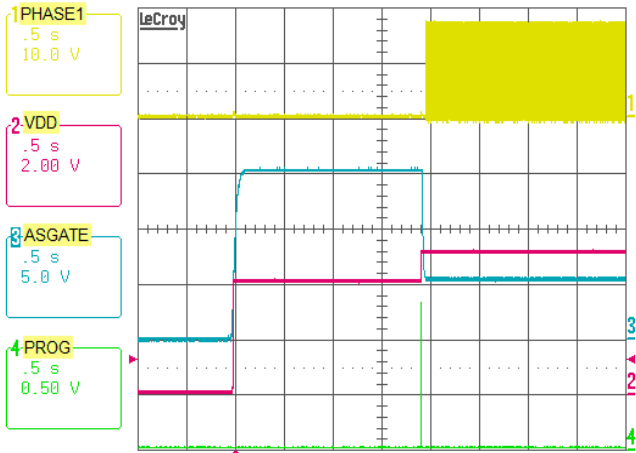 1 PHASE1
.5 s
10.0 V
2 VDD
.5 s
2.00 V
3 ASGATE
.5 s
5.0 V
4 PROG
.5 s
0.50 V
LeCroy
1
3
2
4